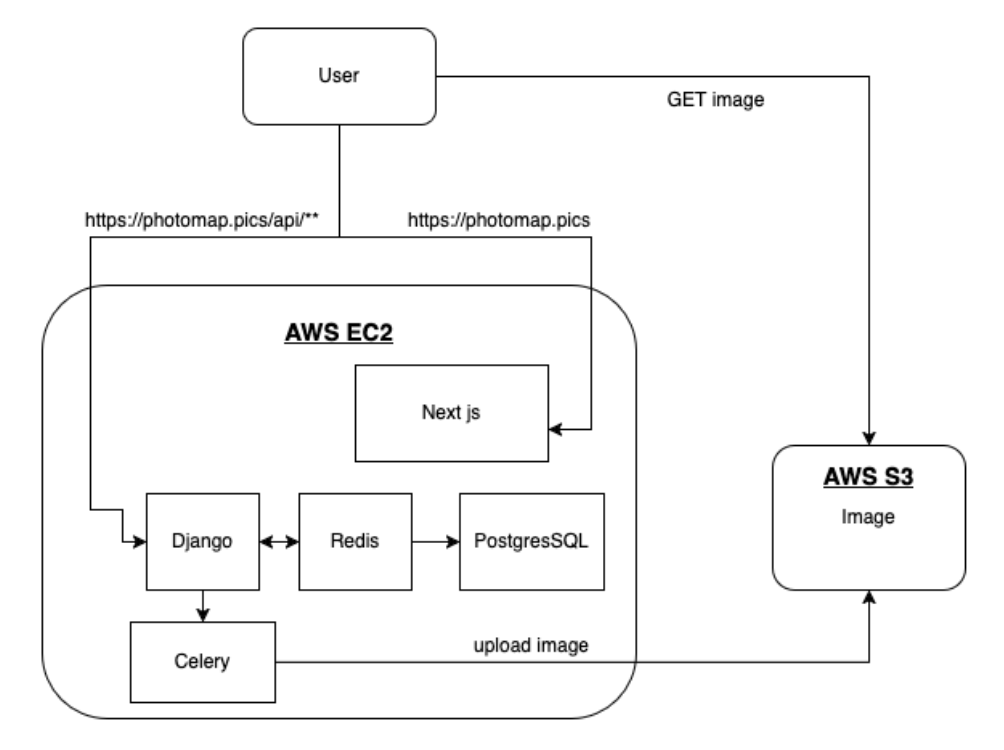 User
GET image
https://photomap.pics/api/**
https://photomap.pics
AWS EC2
Next js
AWS S3
Image
Django
Redis
PostgresSQL
Celery
upload image